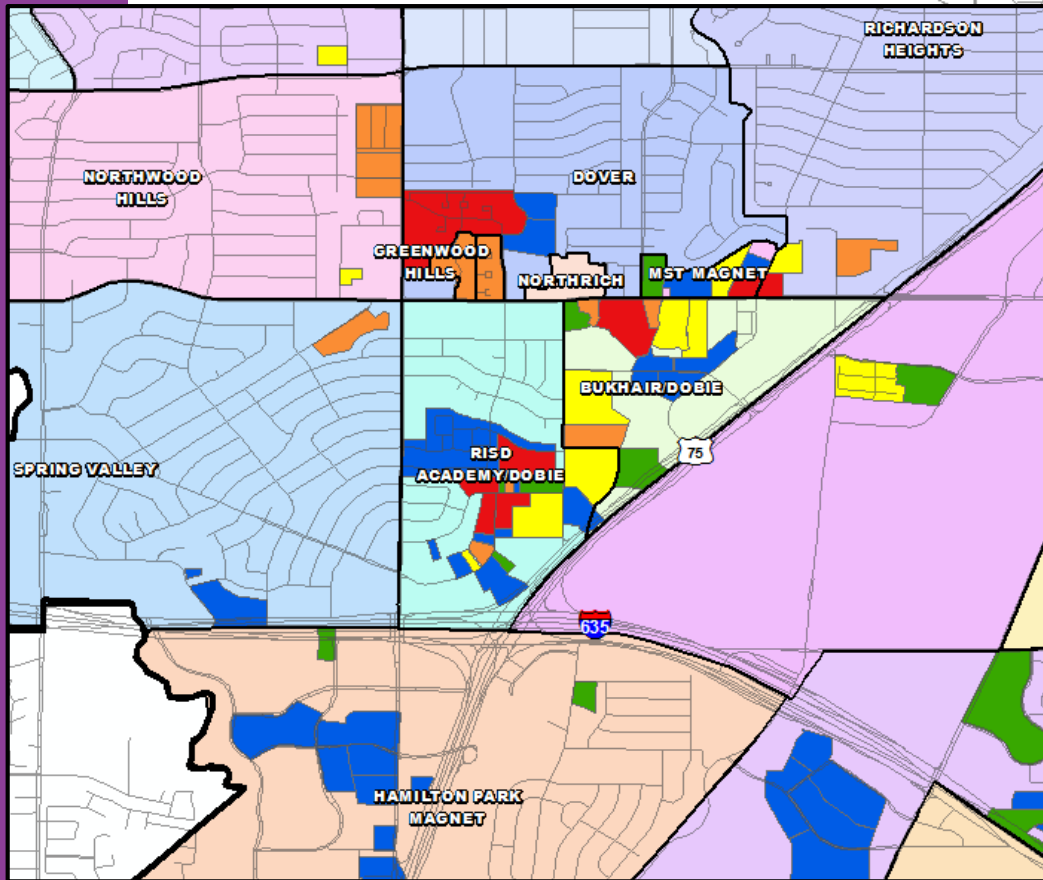 RICHARDSON
HEIGHTS
NORTHWOOD
HILLS
DOVER
GREENWOOD
HILLS
NORTHRICH
MST MAGNET
BUKHAIR/DOBIE
75
SPRING VALLEY
RISD
ACADEMY/DOBIE
635
HAMILTON PARK
MAGNET